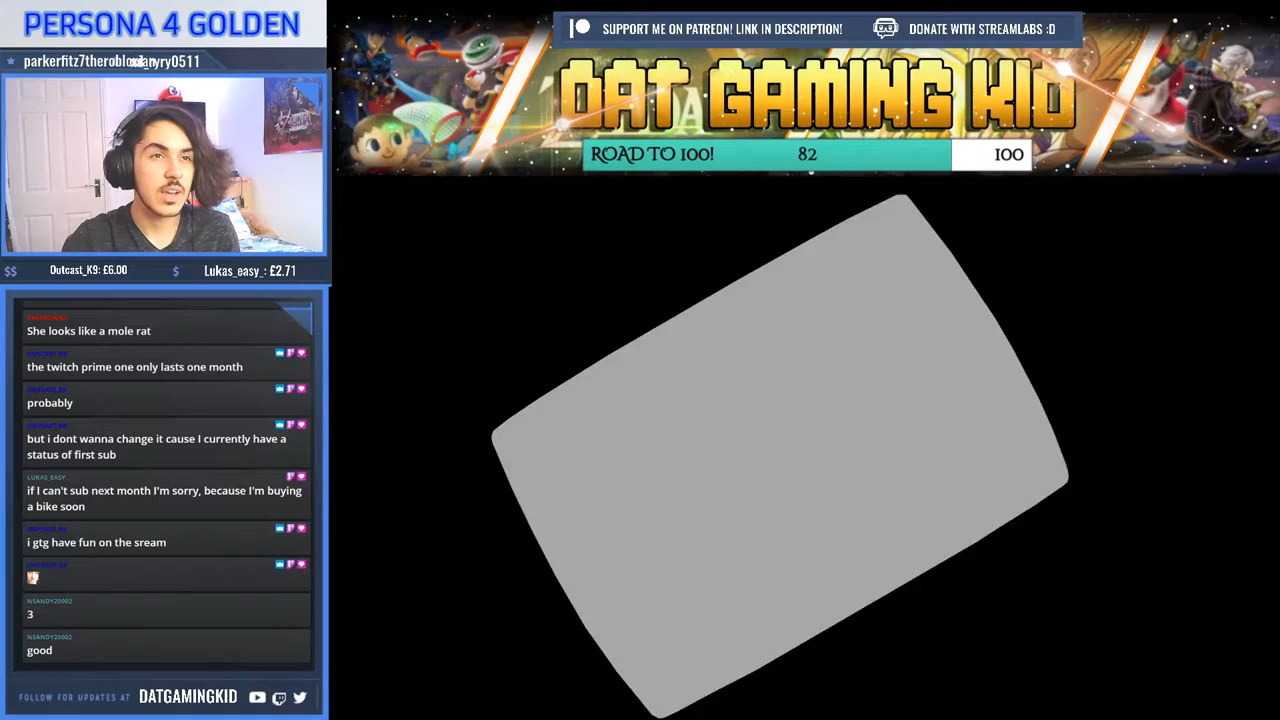 PERSONA 4 GOLDEN
SUPPORT ME ON PATREON! LINK IN DESCRIPTION!
DONATE WITH STREAMLABS :D
DAT GAMING KID
ROAD TO 100! 82 100
$$ Outcast_K9: £6.00 $ Lukas_easy_: £2.71
She looks like a mole rat
the twitch prime one only lasts one month
probably
but i dont wanna change it cause I currently have a
status of first sub
LUKAS_EASY
if I can't sub next month I'm sorry, because I'm buying
a bike soon
i gtg have fun on the sream
NSANDY20002
3
NSANDY20002
good
FOLLOW FOR UPDATES AT DATGAMINGKID